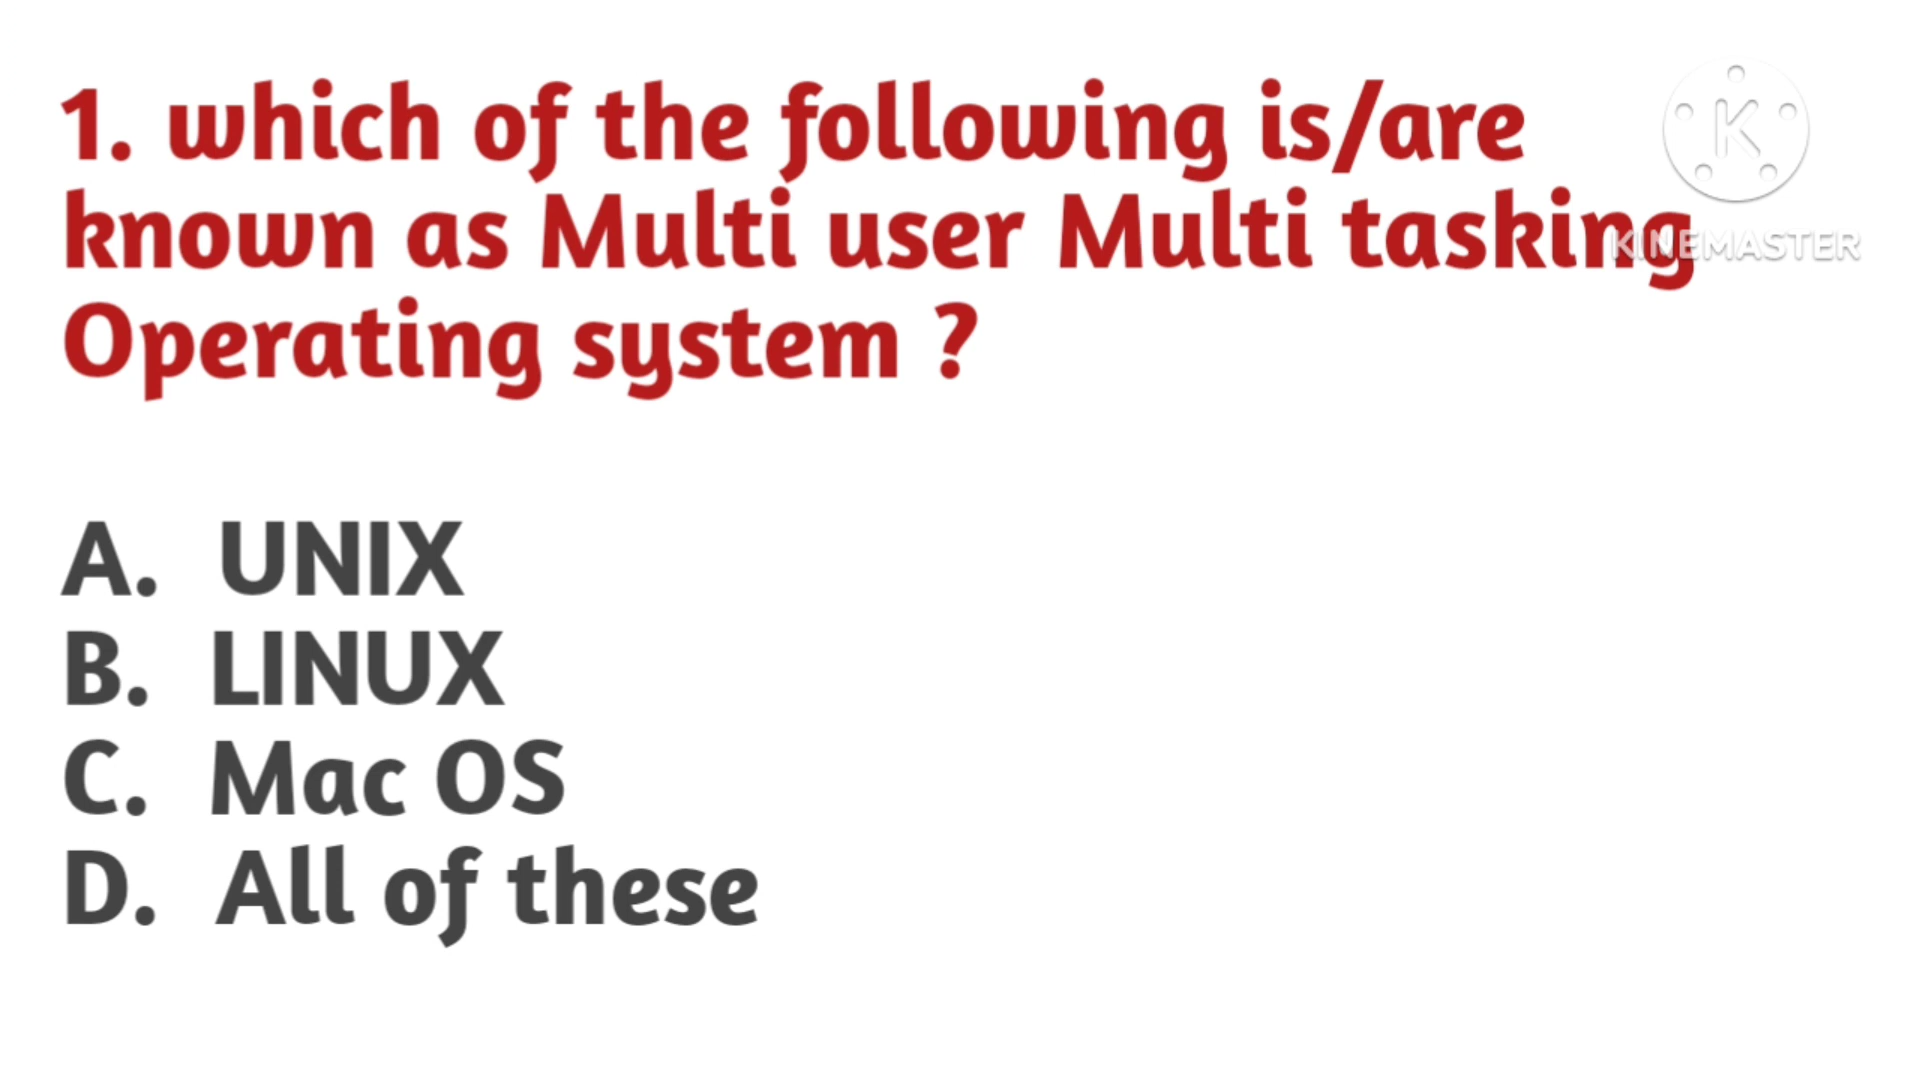 1. which of the following is/are
known as Multi user Multi tasking
Operating system ?
K
KINEMASTER
A. UNIX
B. LINUX
C. Mac OS
D. All of these